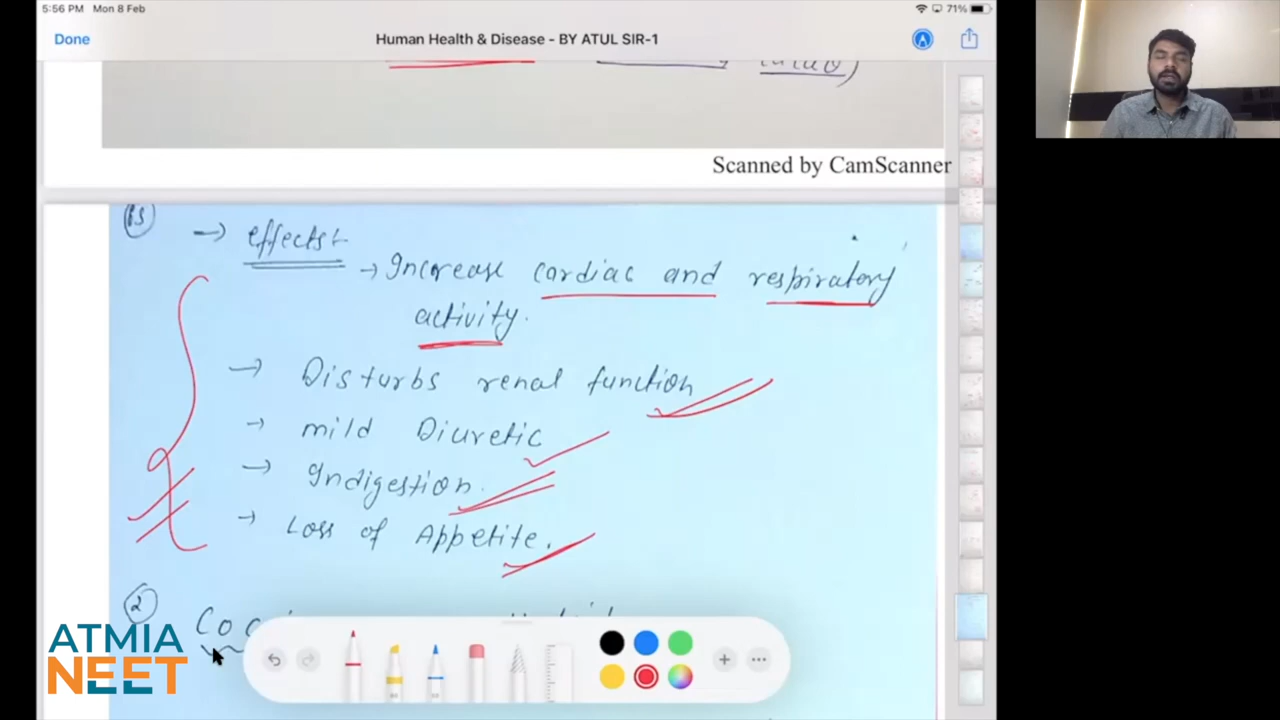 5:56 PM Mon 8 Feb
71%
Done
Human Health & Disease - BY ATUL SIR-1
Scanned by CamScanner
→ effects:-
→ Increase cardiac and respiratory
activity.
→ Disturbs renal function
→ mild Diuretic
→ Indigestion.
→ Loss of Appetite.
2
ATMIA
NEET